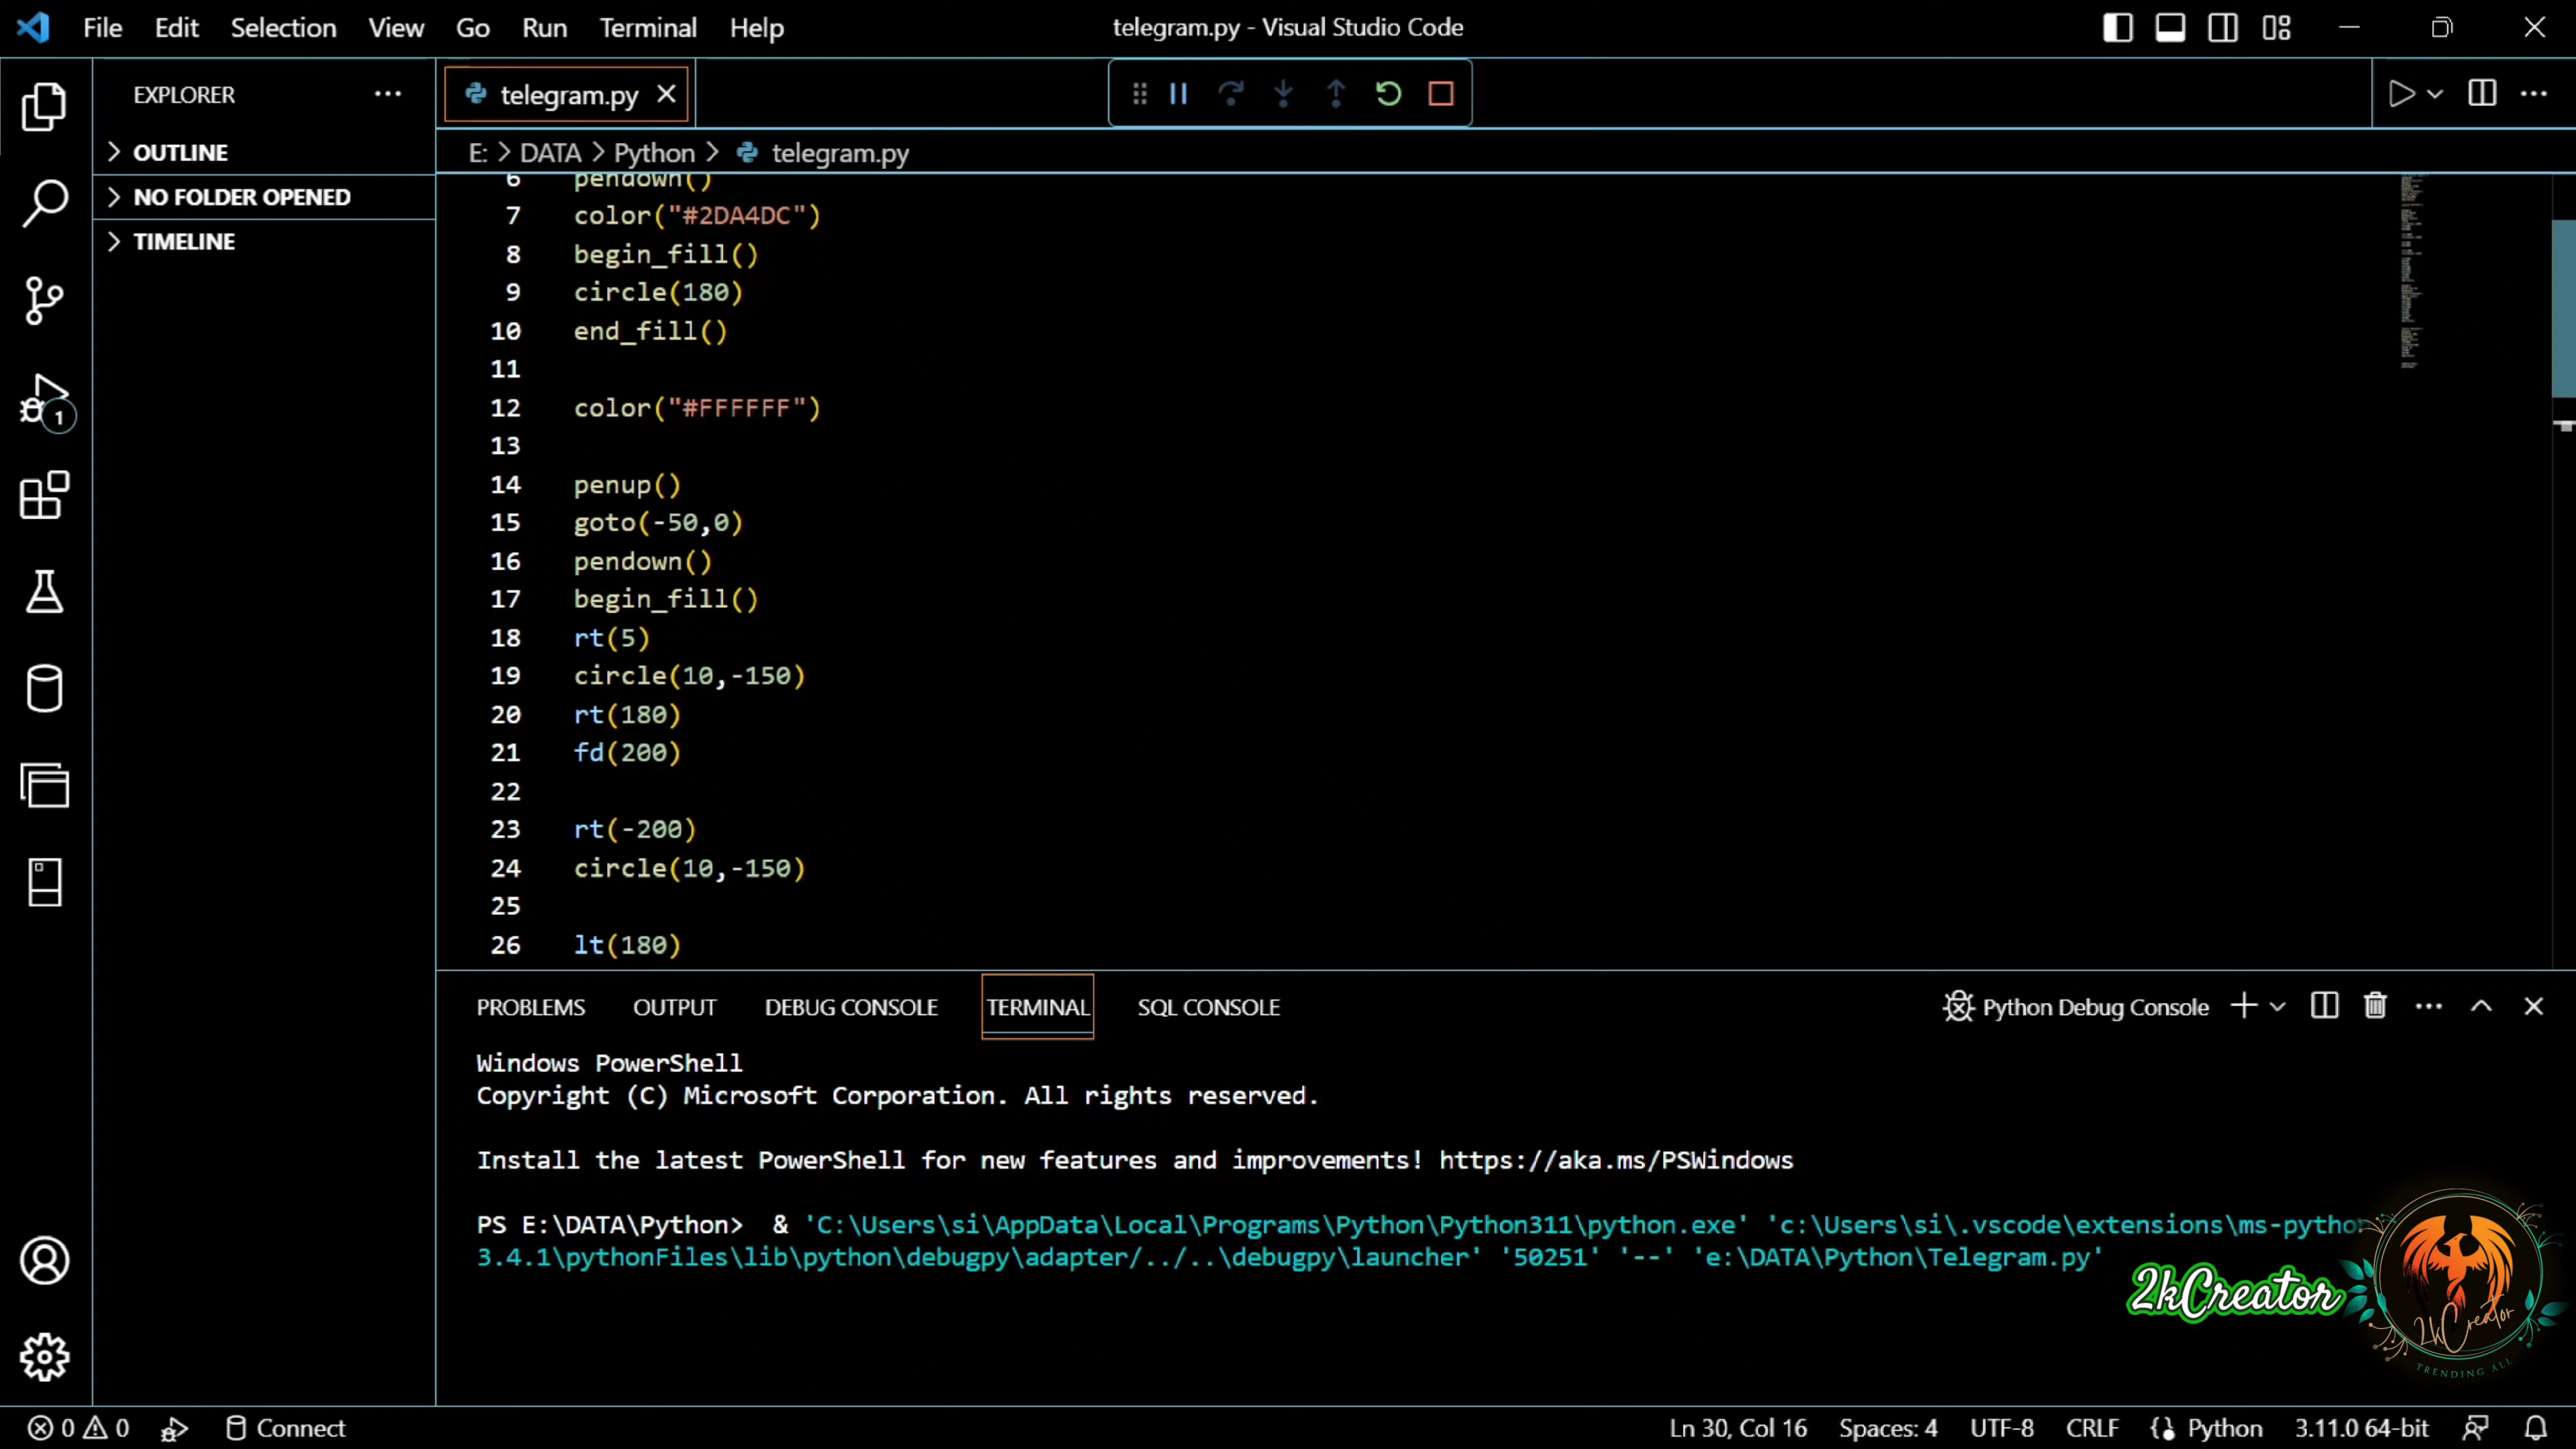 File Edit Selection View Go Run Terminal Help telegram.py - Visual Studio Code
EXPLORER
OUTLINE
NO FOLDER OPENED
TIMELINE
telegram.py
E: > DATA > Python > telegram.py
6 pendown()
7 color("#2DA4DC")
8 begin_fill()
9 circle(180)
10 end_fill()
11
12 color("#FFFFFF")
13
14 penup()
15 goto(-50,0)
16 pendown()
17 begin_fill()
18 rt(5)
19 circle(10,-150)
20 rt(180)
21 fd(200)
22
23 rt(-200)
24 circle(10,-150)
25
26 lt(180)
1
PROBLEMS OUTPUT DEBUG CONSOLE TERMINAL SQL CONSOLE Python Debug Console
Windows PowerShell
Copyright (C) Microsoft Corporation. All rights reserved.
Install the latest PowerShell for new features and improvements! https://aka.ms/PSWindows
PS E:\DATA\Python> & 'C:\Users\si\AppData\Local\Programs\Python\Python311\python.exe' 'c:\Users\si\.vscode\extensions\ms-python
3.4.1\pythonFiles\lib\python\debugpy\adapter/../..\debugpy\launcher' '50251' '--' 'e:\DATA\Python\Telegram.py'
2kCreator
2kCreator
TRENDING ALL
0 0 Connect Ln 30, Col 16 Spaces: 4 UTF-8 CRLF Python 3.11.0 64-bit